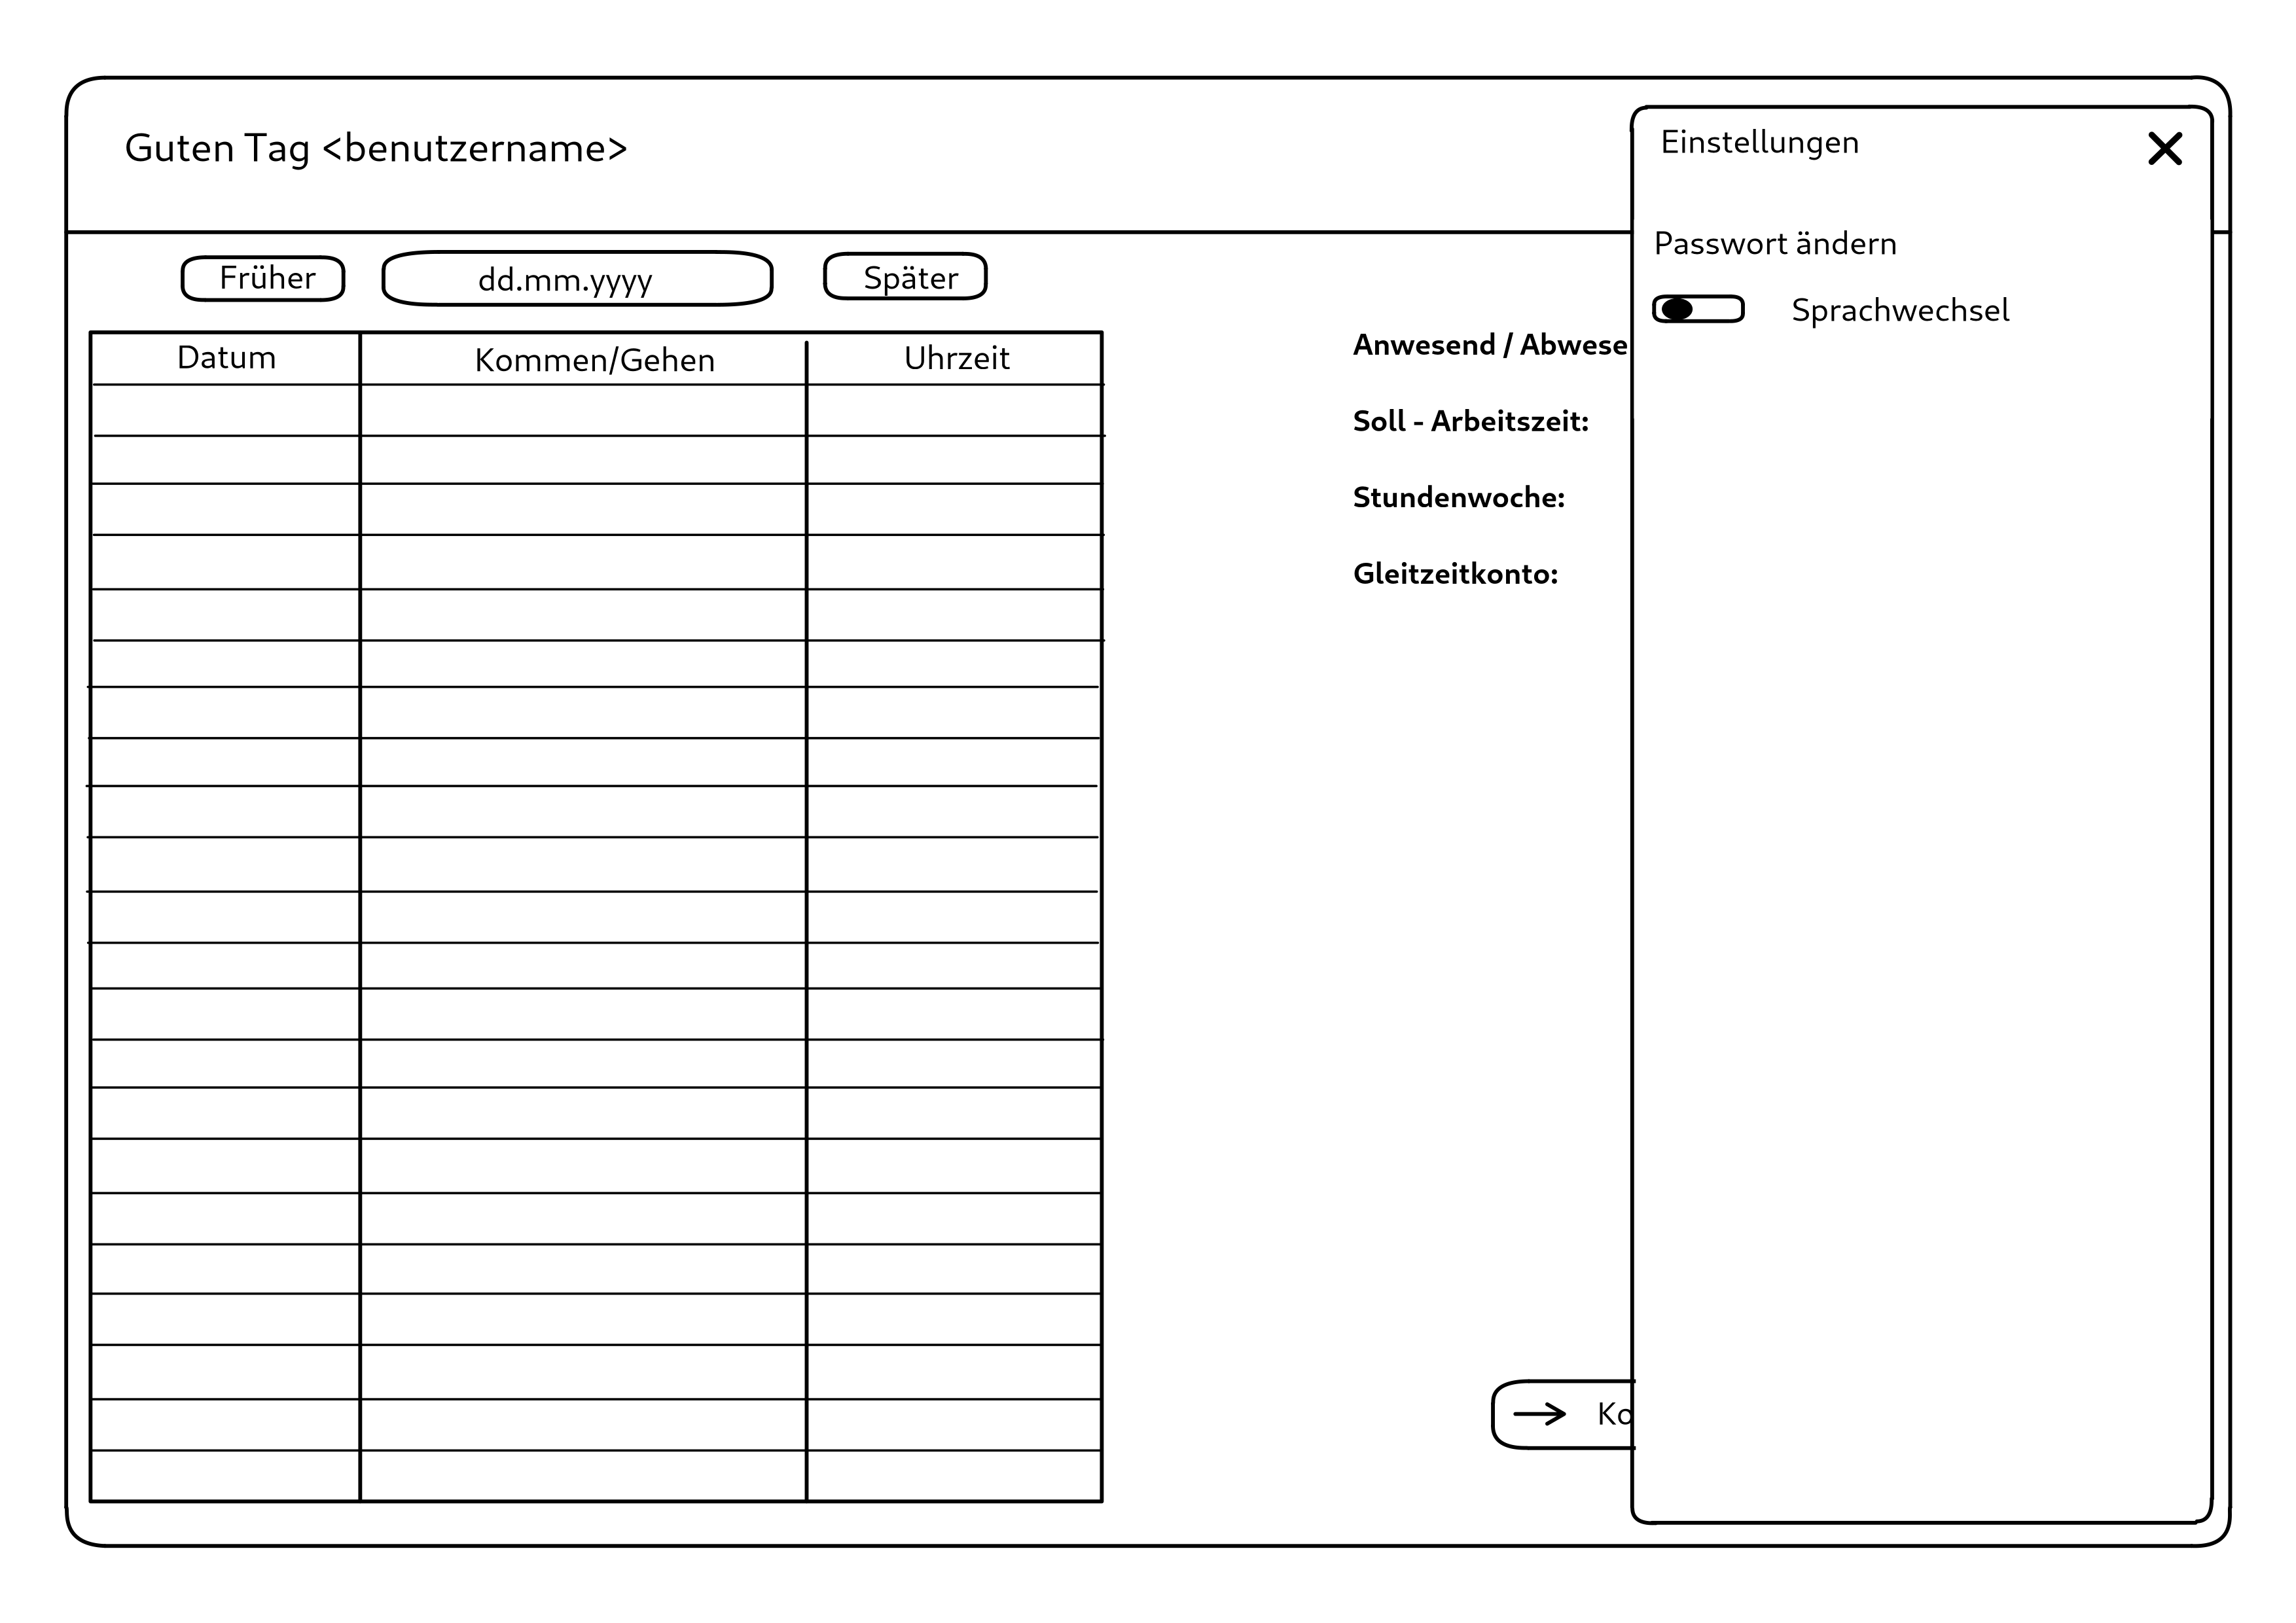 Guten Tag <benutzername>
Früher
dd.mm.yyyy
Später
Datum
Kommen/Gehen
Uhrzeit
Anwesend / Abwese
Soll - Arbeitszeit:
Stundenwoche:
Gleitzeitkonto:
Ko
Einstellungen
Passwort ändern
Sprachwechsel